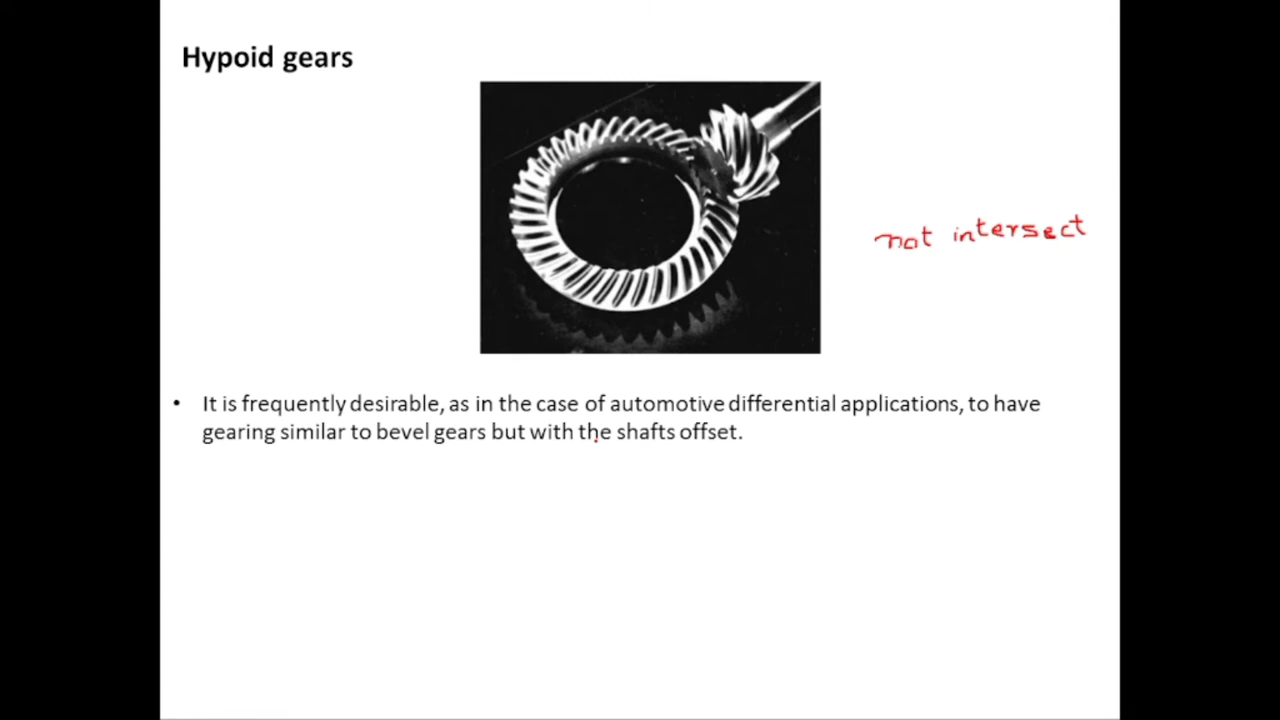 Hypoid gears
not intersect
• It is frequently desirable, as in the case of automotive differential applications, to have
gearing similar to bevel gears but with the shafts offset.